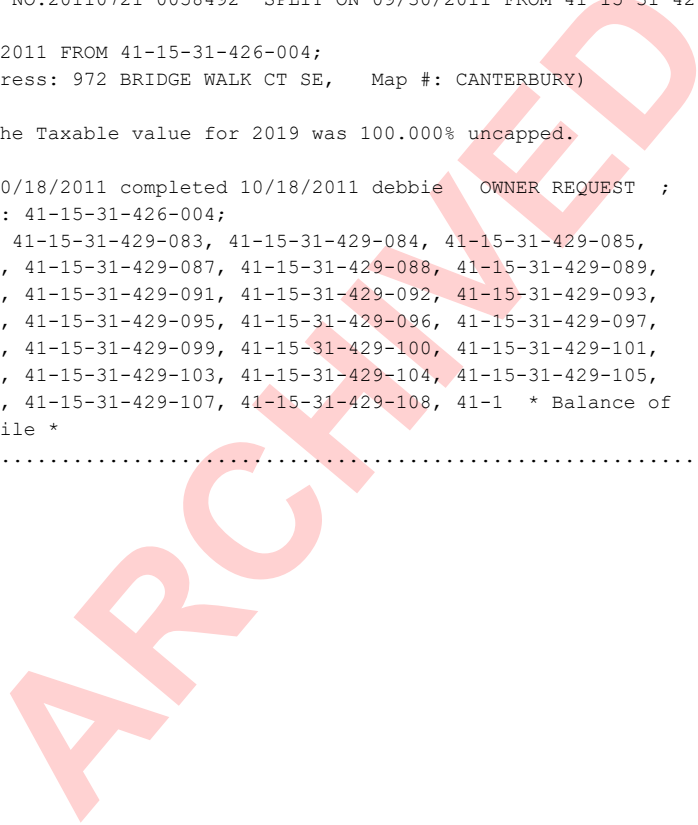 NO.20110721-0058492 SPLIT ON 09/30/2011 FROM 41-15-31-42
2011 FROM 41-15-31-426-004;
ress: 972 BRIDGE WALK CT SE, Map #: CANTERBURY)
he Taxable value for 2019 was 100.000% uncapped.
0/18/2011 completed 10/18/2011 debbie OWNER REQUEST ;
: 41-15-31-426-004;
41-15-31-429-083, 41-15-31-429-084, 41-15-31-429-085,
, 41-15-31-429-087, 41-15-31-429-088, 41-15-31-429-089,
, 41-15-31-429-091, 41-15-31-429-092, 41-15-31-429-093,
, 41-15-31-429-095, 41-15-31-429-096, 41-15-31-429-097,
, 41-15-31-429-099, 41-15-31-429-100, 41-15-31-429-101,
, 41-15-31-429-103, 41-15-31-429-104, 41-15-31-429-105,
, 41-15-31-429-107, 41-15-31-429-108, 41-1 * Balance of
ile *
.........................................................
ARCHIVED